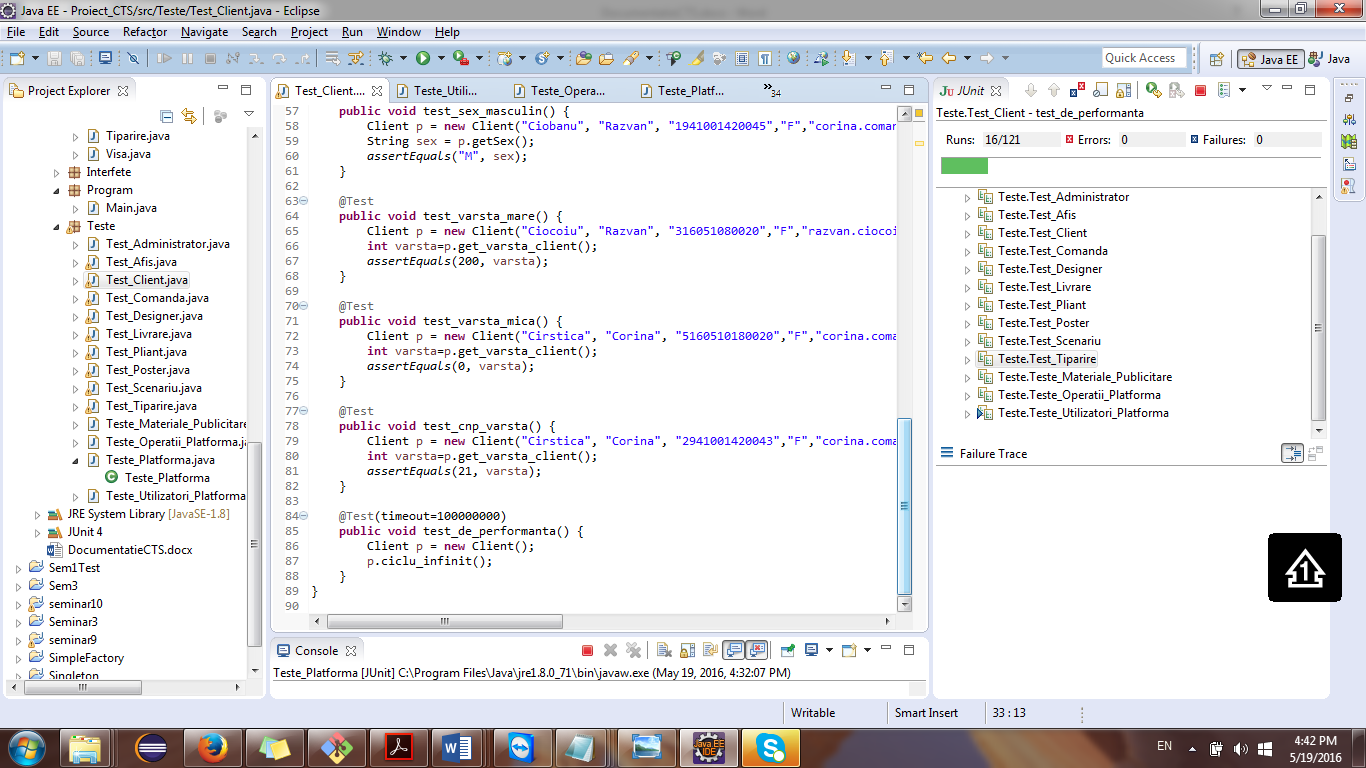 Java EE - Proiect_CTS/src/Teste/Test_Client.java - Eclipse
File Edit Source Refactor Navigate Search Project Run Window Help
Quick Access
Java EE
Java
Project Explorer
Tiparire.java
Visa.java
Interfete
Program
Main.java
Teste
Test_Administrator.java
Test_Afis.java
Test_Client.java
Test_Comanda.java
Test_Designer.java
Test_Livrare.java
Test_Pliant.java
Test_Poster.java
Test_Scenariu.java
Test_Tiparire.java
Teste_Materiale_Publicitare
Teste_Operatii_Platforma.ja
Teste_Platforma.java
Teste_Platforma
Teste_Utilizatori_Platforma
JRE System Library [JavaSE-1.8]
JUnit 4
DocumentatieCTS.docx
Sem1Test
Sem3
seminar10
Seminar3
seminar9
SimpleFactory
Singleton
Test_Client.... Teste_Utili... Teste_Opera... Teste_Platf... »34
57 public void test_sex_masculin() {
58 Client p = new Client("Ciobanu", "Razvan", "1941001420045","F","corina.coman
59 String sex = p.getSex();
60 assertEquals("M", sex);
61 }
62
63 @Test
64 public void test_varsta_mare() {
65 Client p = new Client("Ciocoiu", "Razvan", "316051080020","F","razvan.ciocoi
66 int varsta=p.get_varsta_client();
67 assertEquals(200, varsta);
68 }
69
70 @Test
71 public void test_varsta_mica() {
72 Client p = new Client("Cirstica", "Corina", "5160510180020","F","corina.coma
73 int varsta=p.get_varsta_client();
74 assertEquals(0, varsta);
75 }
76
77 @Test
78 public void test_cnp_varsta() {
79 Client p = new Client("Cirstica", "Corina", "2941001420043","F","corina.coma
80 int varsta=p.get_varsta_client();
81 assertEquals(21, varsta);
82 }
83
84 @Test(timeout=100000000)
85 public void test_de_performanta() {
86 Client p = new Client();
87 p.ciclu_infinit();
88 }
89 }
90
Console
Teste_Platforma [JUnit] C:\Program Files\Java\jre1.8.0_71\bin\javaw.exe (May 19, 2016, 4:32:07 PM)
JUnit
Teste.Test_Client - test_de_performanta
Runs: 16/121 Errors: 0 Failures: 0
Teste.Test_Administrator
Teste.Test_Afis
Teste.Test_Client
Teste.Test_Comanda
Teste.Test_Designer
Teste.Test_Livrare
Teste.Test_Pliant
Teste.Test_Poster
Teste.Test_Scenariu
Teste.Test_Tiparire
Teste.Teste_Materiale_Publicitare
Teste.Teste_Operatii_Platforma
Teste.Teste_Utilizatori_Platforma
Failure Trace
1
Writable Smart Insert 33 : 13
Java EE
IDE
EN
4:42 PM
5/19/2016